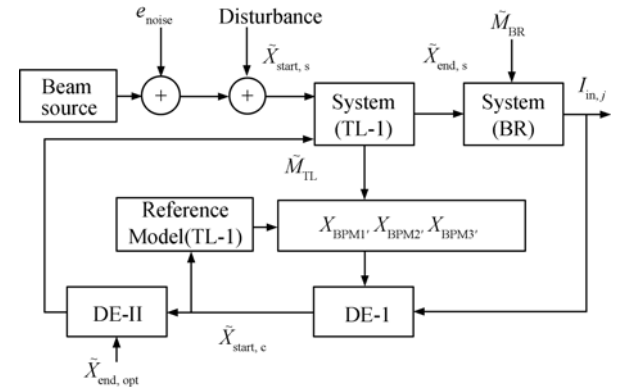 e_noise
Disturbance
M̃_BR
X̃_start, s
X̃_end, s
I_in, j
Beam
source
+
+
System
(TL-1)
System
(BR)
M̃_TL
Reference
Model(TL-1)
X_BPM1′ X_BPM2′ X_BPM3′
DE-II
X̃_start, c
DE-1
X̃_end, opt